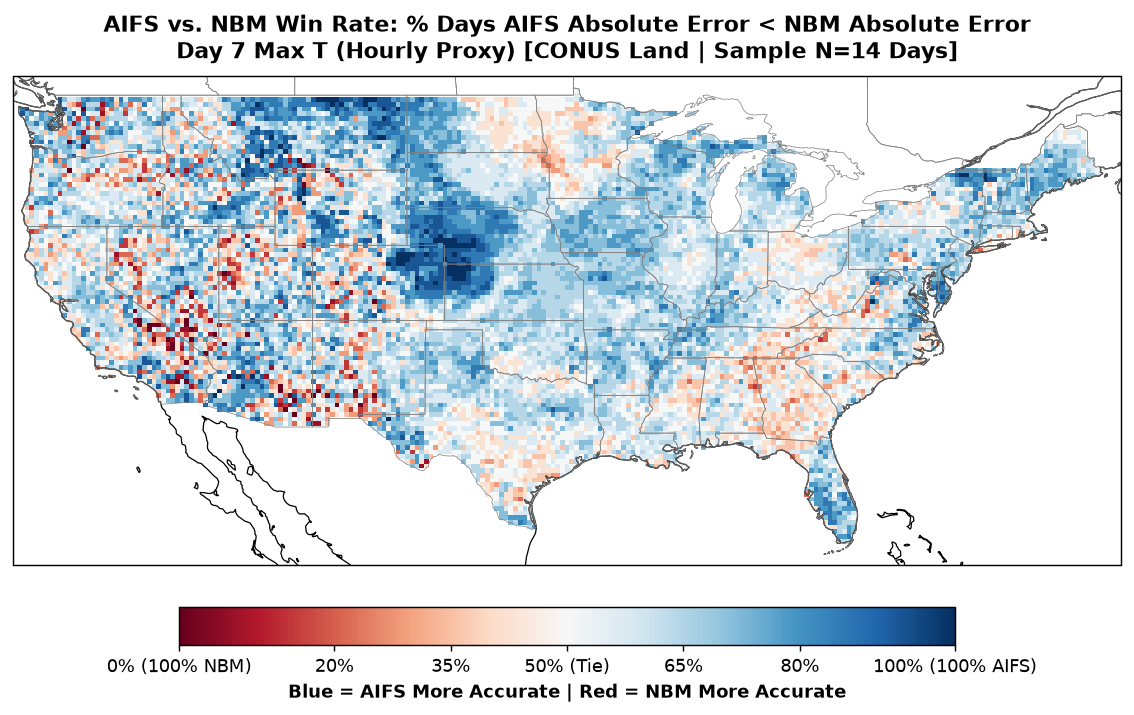 AIFS vs. NBM Win Rate: % Days AIFS Absolute Error < NBM Absolute Error
Day 7 Max T (Hourly Proxy) [CONUS Land | Sample N=14 Days]
0% (100% NBM) 20% 35% 50% (Tie) 65% 80% 100% (100% AIFS)
Blue = AIFS More Accurate | Red = NBM More Accurate